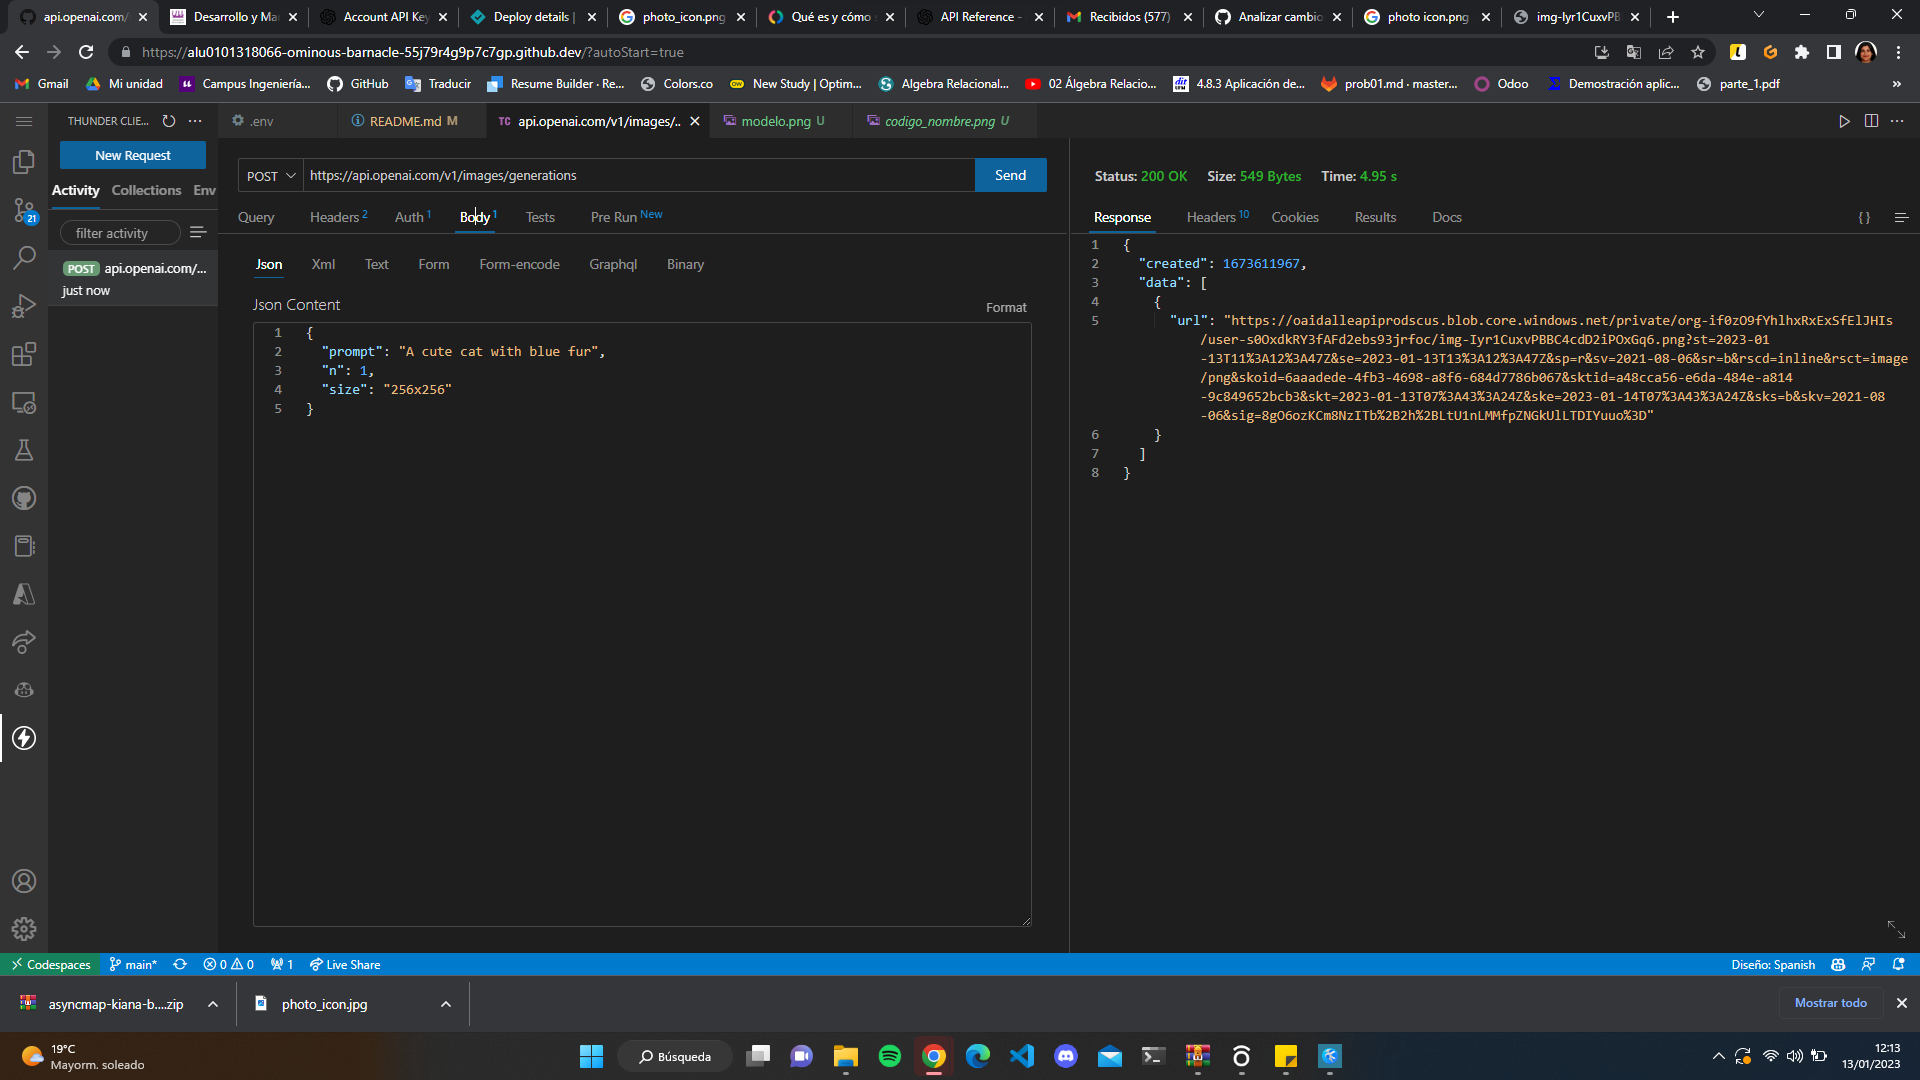 api.openai.com/
Desarrollo y Ma
Account API Key
Deploy details |
photo_icon.png
Qué es y cómo
API Reference -
Recibidos (577)
Analizar cambio
photo icon.png
img-Iyr1CuxvPB
https://alu0101318066-ominous-barnacle-55j79r4g9p7c7gp.github.dev/?autoStart=true
Gmail
Mi unidad
Campus Ingeniería...
GitHub
Traducir
Resume Builder · Re...
Colors.co
New Study | Optim...
Algebra Relacional...
02 Álgebra Relacio...
4.8.3 Aplicación de...
prob01.md · master...
Odoo
Demostración aplic...
parte_1.pdf
»
THUNDER CLIE...
.env
README.md M
TC api.openai.com/v1/images/..
modelo.png U
codigo_nombre.png U
New Request
Activity Collections Env
filter activity
POST api.openai.com/...
just now
21
POST
https://api.openai.com/v1/images/generations
Send
Query
Headers 2
Auth 1
Body 1
Tests
Pre Run New
Json
Xml
Text
Form
Form-encode
Graphql
Binary
Json Content
Format
1 {
2 "prompt": "A cute cat with blue fur",
3 "n": 1,
4 "size": "256x256"
5 }
Status: 200 OK Size: 549 Bytes Time: 4.95 s
Response
Headers 10
Cookies
Results
Docs
{ }
1 {
2 "created": 1673611967,
3 "data": [
4 {
5 "url": "https://oaidalleapiprodscus.blob.core.windows.net/private/org-if0zO9fYhlhxRxExSfElJHIs
/user-s0OxdkRY3fAFd2ebs93jrfoc/img-Iyr1CuxvPBBC4cdD2iPOxGq6.png?st=2023-01
-13T11%3A12%3A47Z&se=2023-01-13T13%3A12%3A47Z&sp=r&sv=2021-08-06&sr=b&rscd=inline&rsct=image
/png&skoid=6aaadede-4fb3-4698-a8f6-684d7786b067&sktid=a48cca56-e6da-484e-a814
-9c849652bcb3&skt=2023-01-13T07%3A43%3A24Z&ske=2023-01-14T07%3A43%3A24Z&sks=b&skv=2021-08
-06&sig=8gO6ozKCm8NzITb%2B2h%2BLtU1nLMMfpZNGkUlLTDIYuuo%3D"
6 }
7 ]
8 }
Codespaces
main*
0 0
1
Live Share
Diseño: Spanish
asyncmap-kiana-b....zip
photo_icon.jpg
Mostrar todo
19°C
Mayorm. soleado
Búsqueda
12:13
13/01/2023